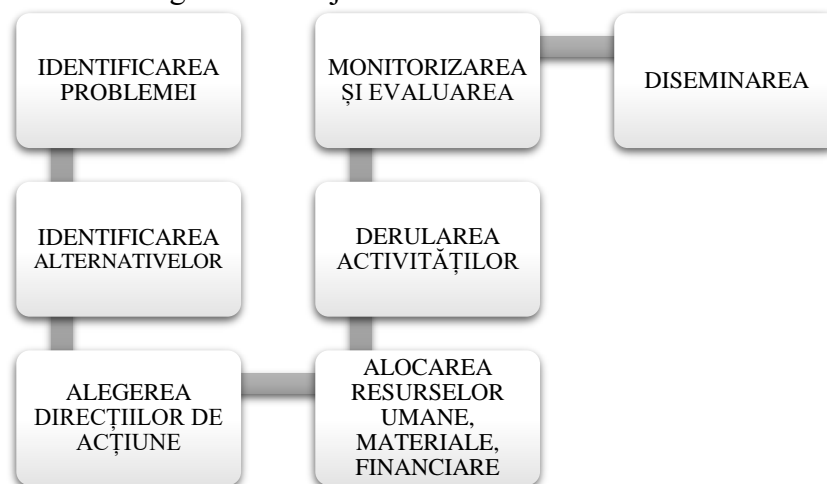 IDENTIFICAREA
PROBLEMEI
IDENTIFICAREA
ALTERNATIVELOR
ALEGEREA
DIRECȚIILOR DE
ACȚIUNE
ALOCAREA
RESURSELOR
UMANE,
MATERIALE,
FINANCIARE
DERULAREA
ACTIVITĂȚILOR
MONITORIZAREA
ȘI EVALUAREA
DISEMINAREA